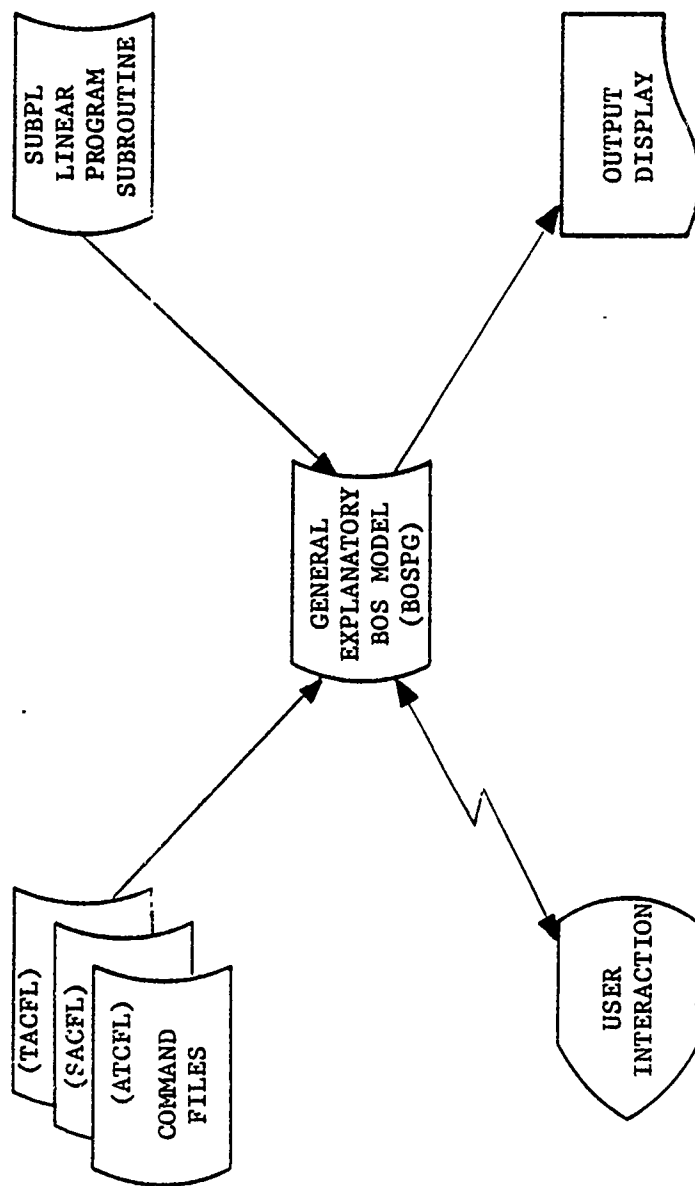 (TACFL)
(SACFL)
(ATCFL)
COMMAND
FILES
SUBPL
LINEAR
PROGRAM
SUBROUTINE
GENERAL
EXPLANATORY
BOS MODEL
(BOSPG)
USER
INTERACTION
OUTPUT
DISPLAY